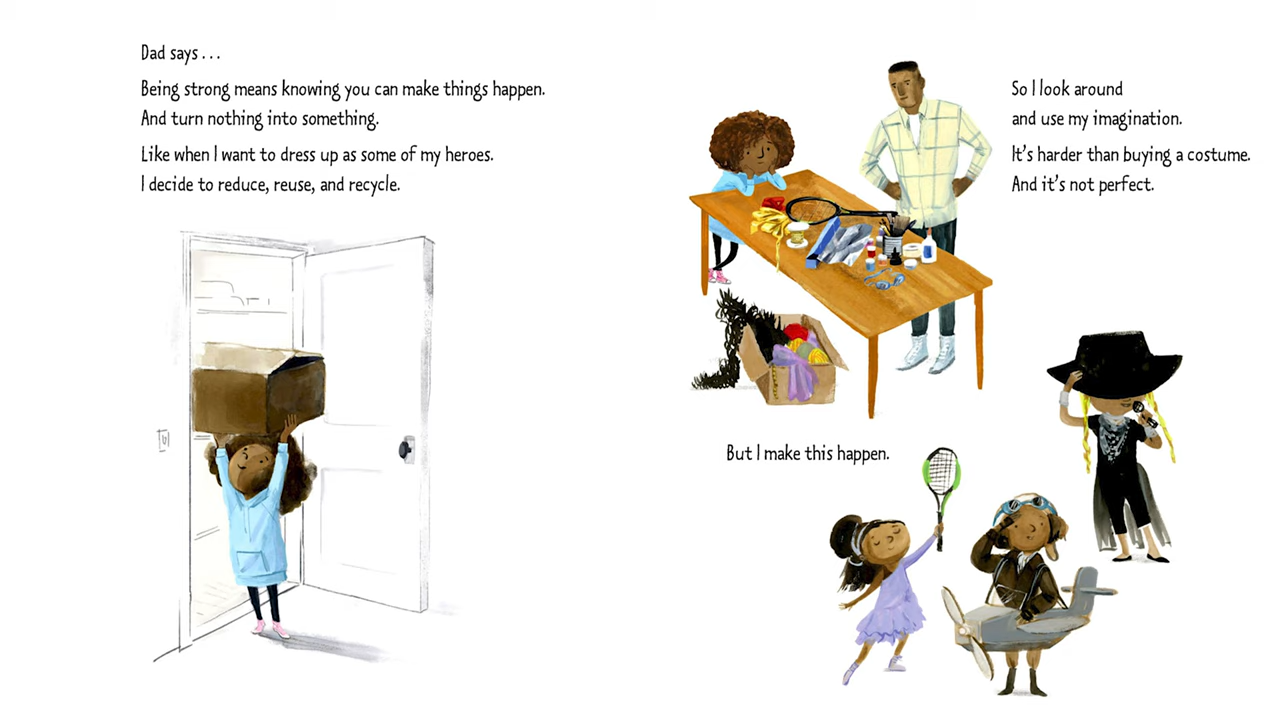 Dad says . . .
Being strong means knowing you can make things happen.
And turn nothing into something.
Like when I want to dress up as some of my heroes.
I decide to reduce, reuse, and recycle.
So I look around
and use my imagination.
It's harder than buying a costume.
And it's not perfect.
But I make this happen.